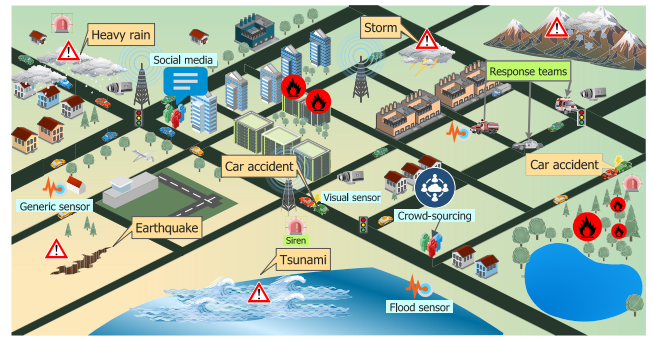 Heavy rain
Storm
Social media
Response teams
Car accident
Car accident
Visual sensor
Generic sensor
Crowd-sourcing
Earthquake
Siren
Tsunami
Flood sensor